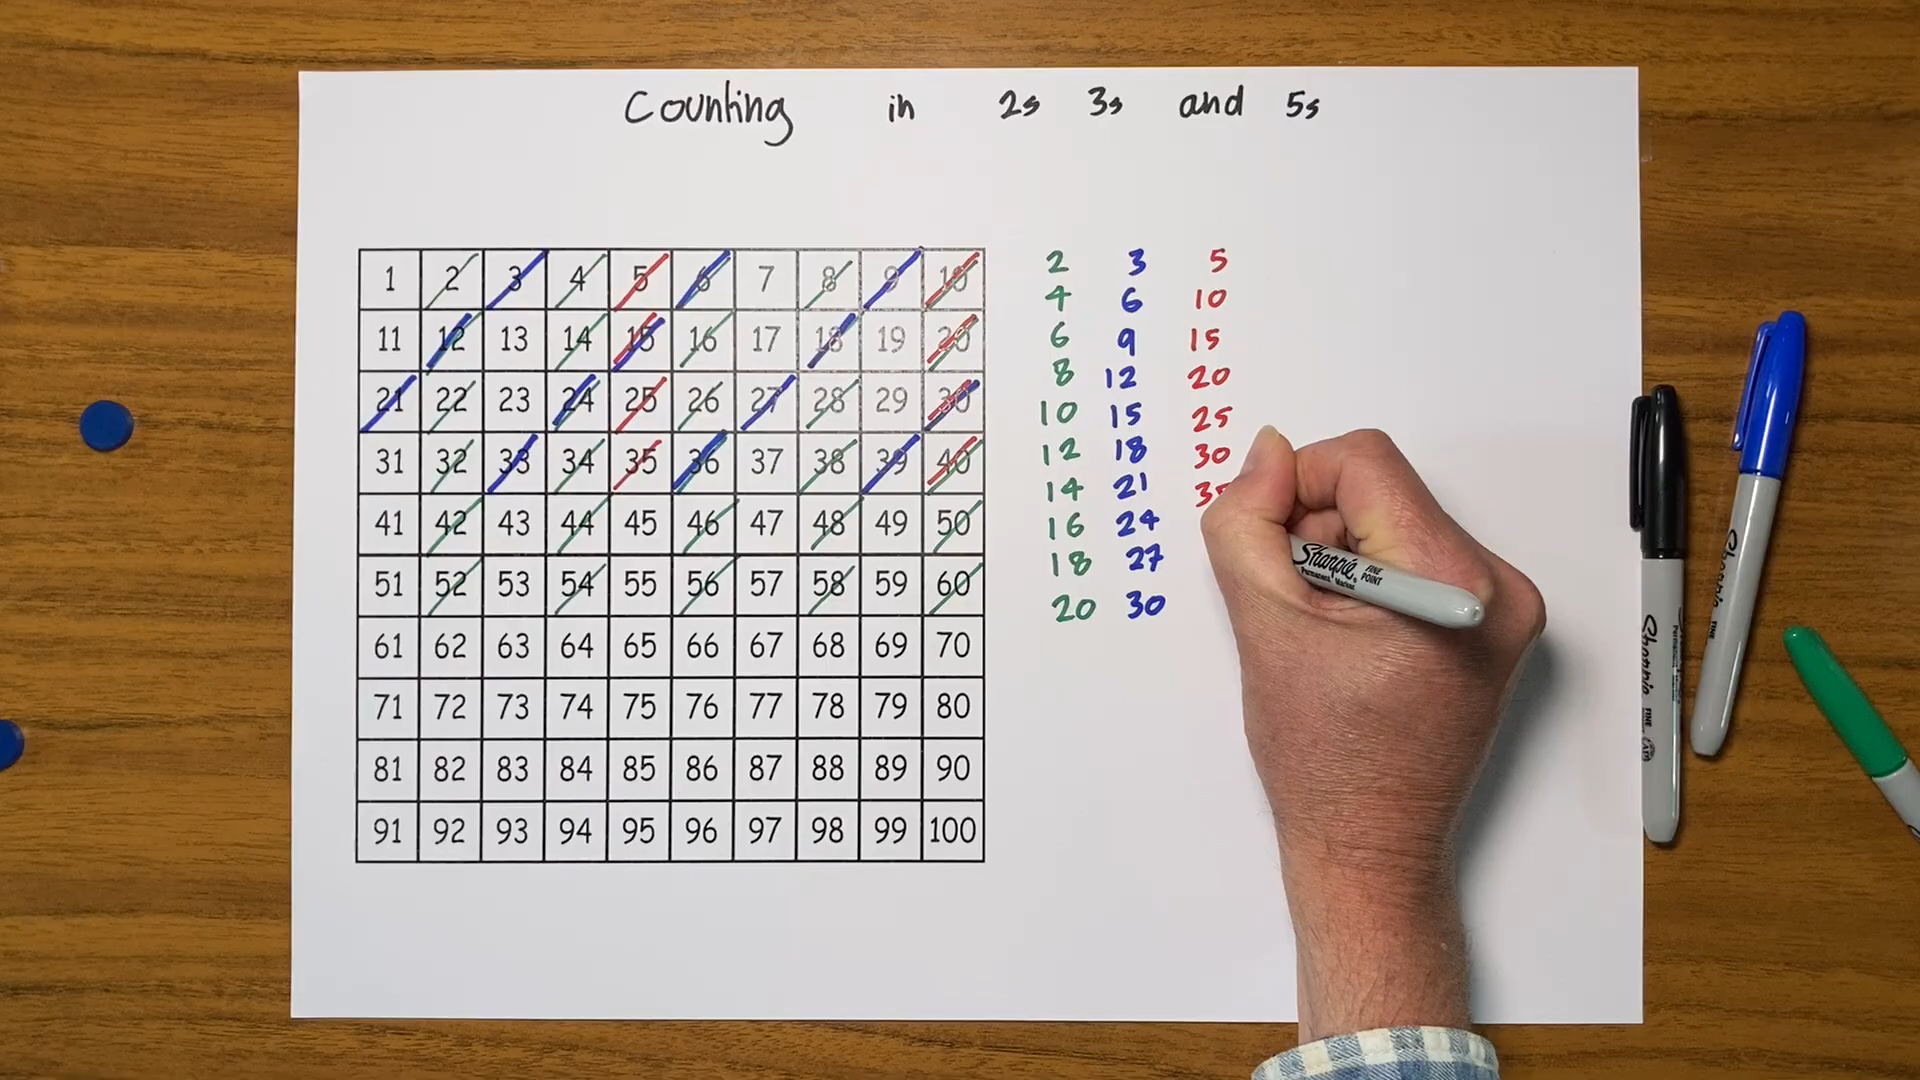 Counting in 2s 3s and 5s
1 2 3 4 5 6 7 8 9 10
11 12 13 14 15 16 17 18 19 20
21 22 23 24 25 26 27 28 29 30
31 32 33 34 35 36 37 38 39 40
41 42 43 44 45 46 47 48 49 50
51 52 53 54 55 56 57 58 59 60
61 62 63 64 65 66 67 68 69 70
71 72 73 74 75 76 77 78 79 80
81 82 83 84 85 86 87 88 89 90
91 92 93 94 95 96 97 98 99 100
2 3 5
4 6 10
6 9 15
8 12 20
10 15 25
12 18 30
14 21 35
16 24
18 27
20 30
Sharpie FINE POINT
Permanent Marker
Sharpie FINE
Sharpie